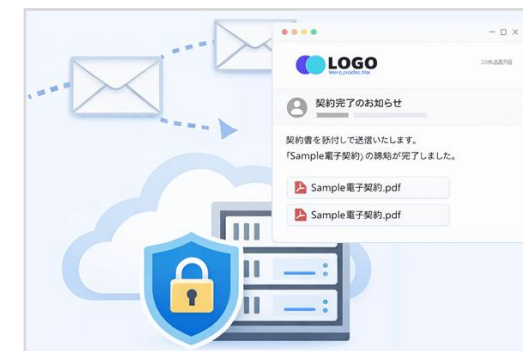 LOGO
契約完了のお知らせ
契約書を添付して送信いたします。
「Sample電子契約」の締結が完了しました。
Sample電子契約.pdf
Sample電子契約.pdf